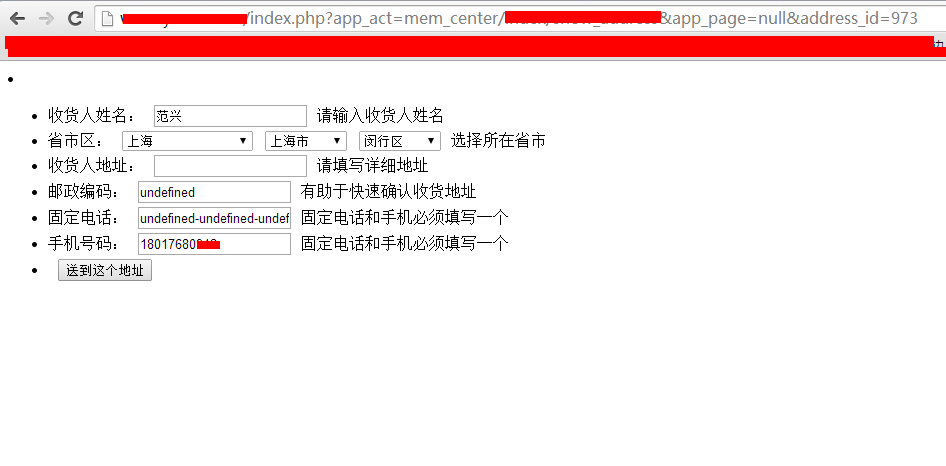 /index.php?app_act=mem_center/ &app_page=null&address_id=973
收货人姓名： 范兴 请输入收货人姓名
省市区： 上海 上海市 闵行区 选择所在省市
收货人地址： 请填写详细地址
邮政编码： undefined 有助于快速确认收货地址
固定电话： undefined-undefined-undef 固定电话和手机必须填写一个
手机号码： 18017680 固定电话和手机必须填写一个
送到这个地址